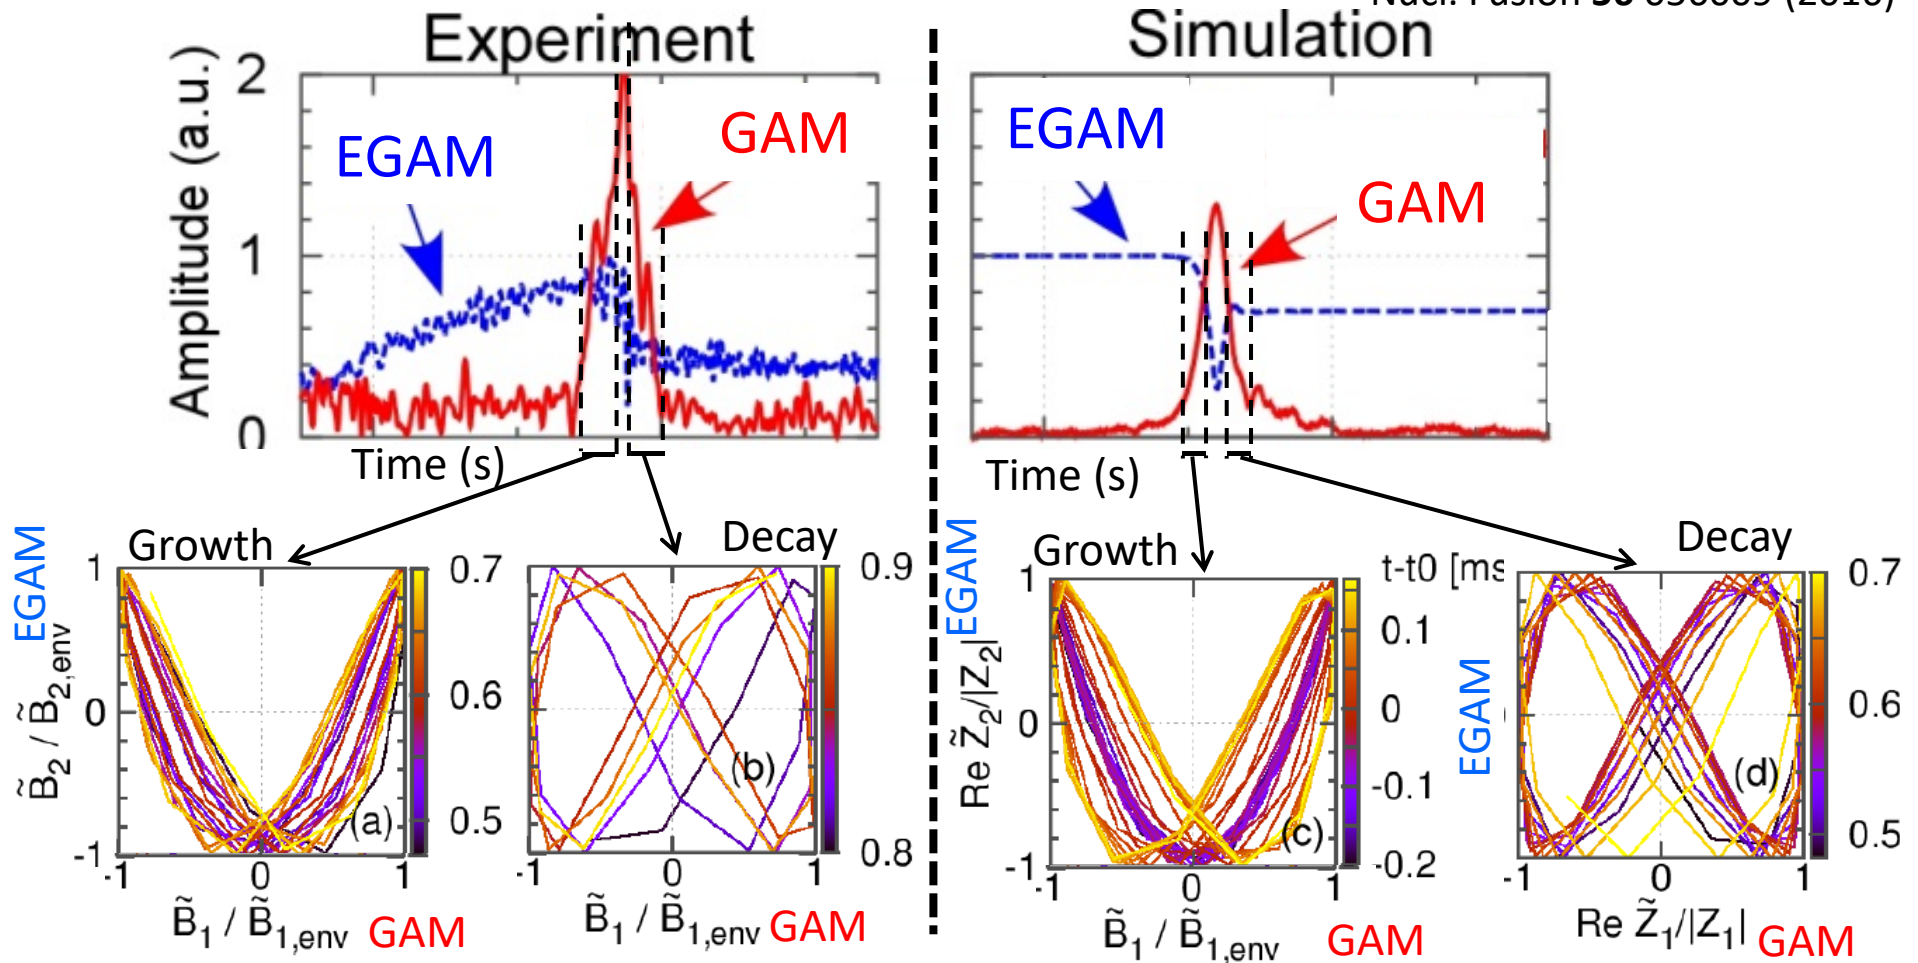 Nucl. Fusion 56 056009 (2016)
Experiment
Simulation
Amplitude (a.u.)
2
1
0
EGAM
GAM
EGAM
GAM
Time (s)
Time (s)
Growth
Decay
Growth
Decay
EGAM
B̃2 / B̃2,env
1
0
-1
-1
0
1
(a)
0.7
0.6
0.5
B̃1 / B̃1,env
GAM
-1
0
1
(b)
0.9
0.8
B̃1 / B̃1,env
GAM
EGAM
Re Z̃2/|Z2|
1
0
-1
-1
0
1
(c)
t-t0 [ms
0.1
0
-0.1
-0.2
B̃1 / B̃1,env
GAM
EGAM
-1
0
1
(d)
0.7
0.6
0.5
Re Z̃1/|Z1|
GAM